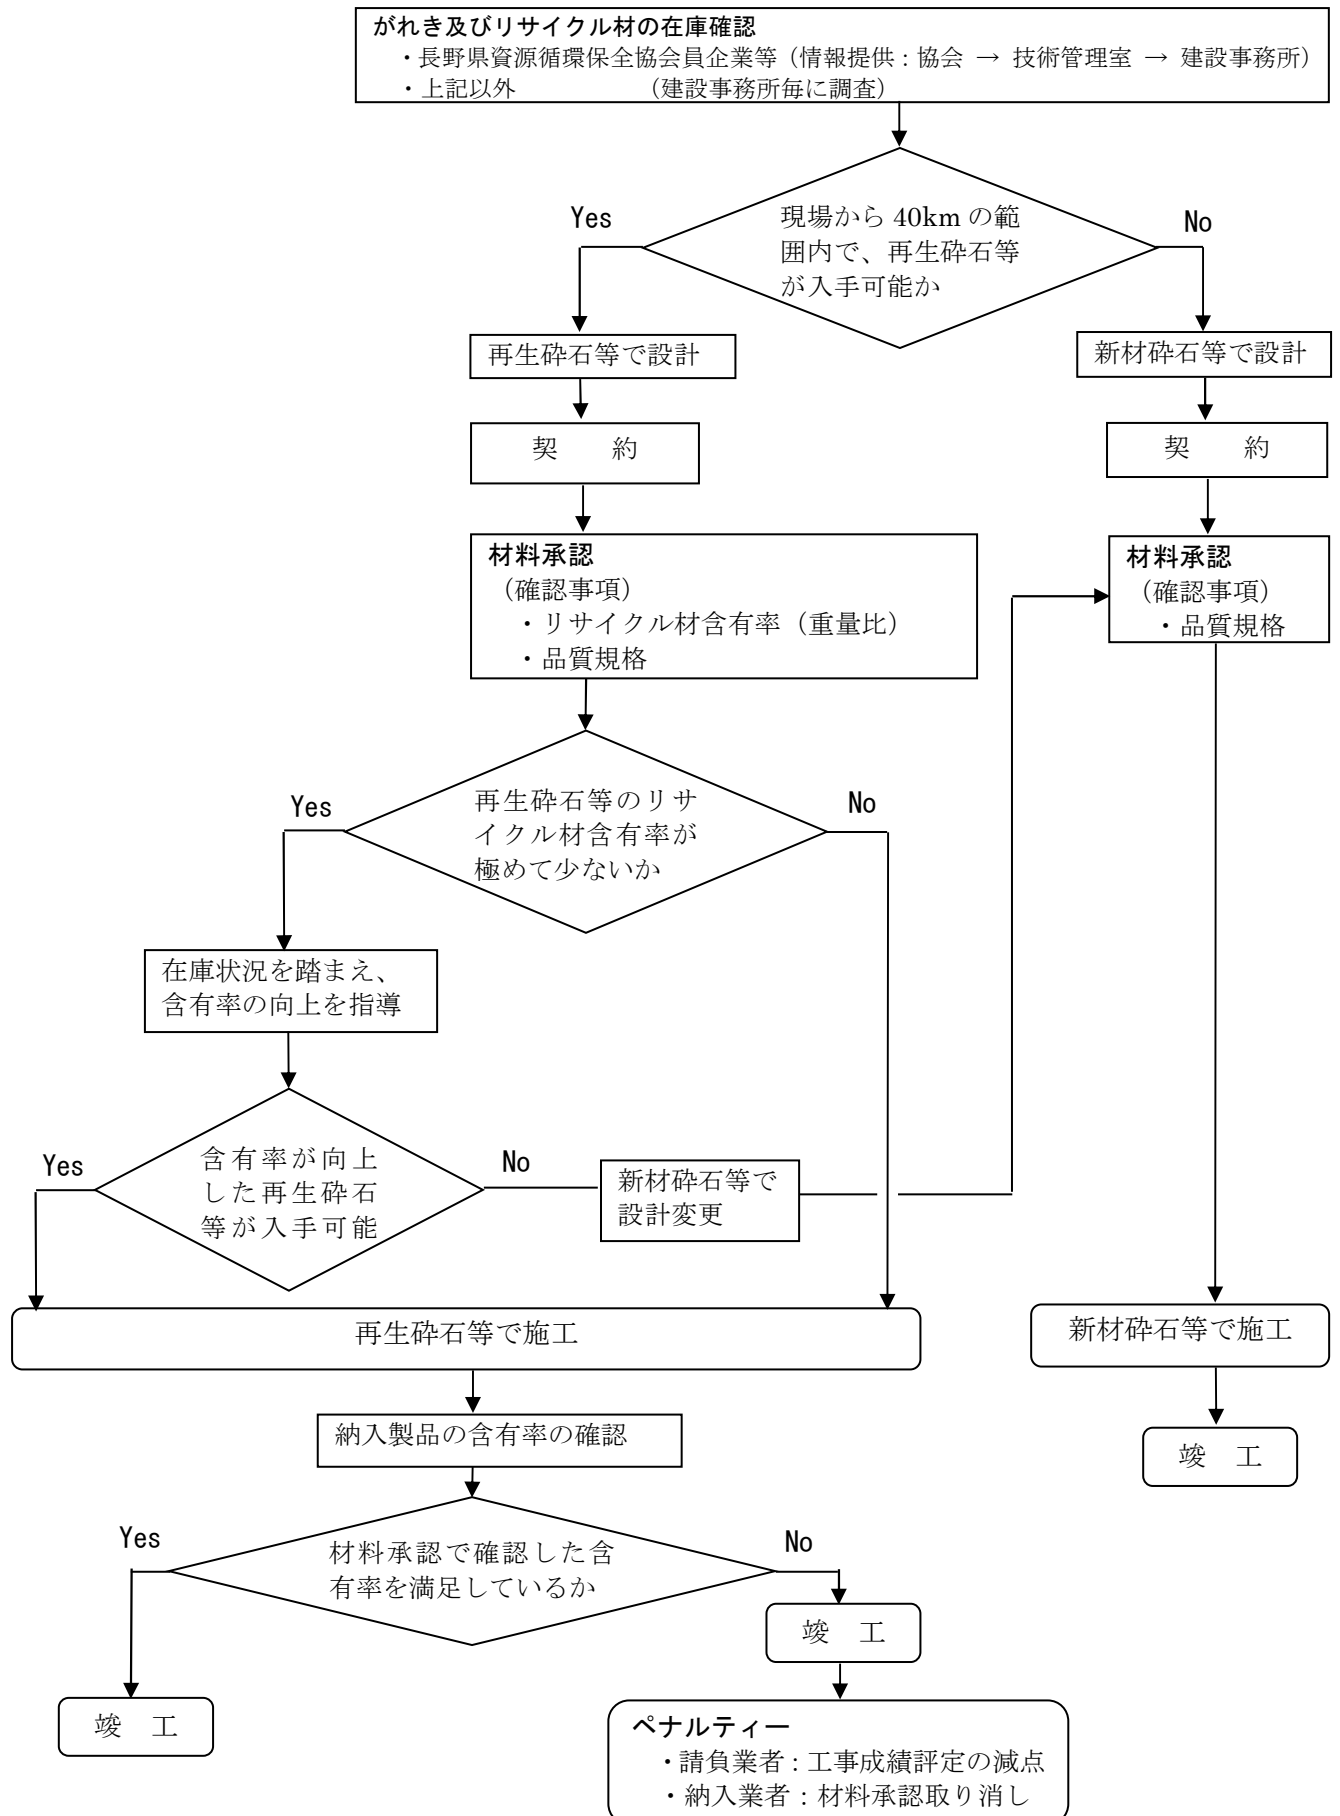 がれき及びリサイクル材の在庫確認
・長野県資源循環保全協会員企業等（情報提供：協会 → 技術管理室 → 建設事務所）
・上記以外　　　　　（建設事務所毎に調査）
Yes
現場から 40km の範
囲内で、再生砕石等
が入手可能か
No
再生砕石等で設計
新材砕石等で設計
契　約
契　約
材料承認
（確認事項）
・リサイクル材含有率（重量比）
・品質規格
材料承認
（確認事項）
・品質規格
Yes
再生砕石等のリサ
イクル材含有率が
極めて少ないか
No
在庫状況を踏まえ、
含有率の向上を指導
Yes
含有率が向上
した再生砕石
等が入手可能
No
新材砕石等で
設計変更
再生砕石等で施工
新材砕石等で施工
納入製品の含有率の確認
竣　工
Yes
材料承認で確認した含
有率を満足しているか
No
竣　工
竣　工
ペナルティー
・請負業者：工事成績評定の減点
・納入業者：材料承認取り消し